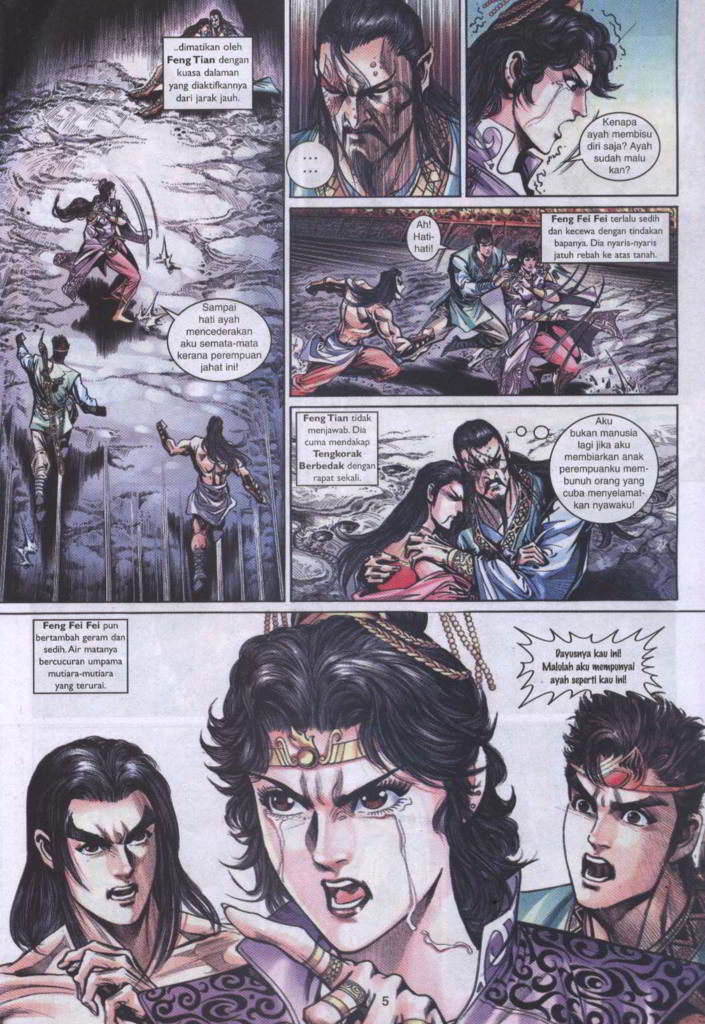 ..dimatikan oleh
Feng Tian dengan
kuasa dalaman
yang diaktifkannya
dari jarak jauh.
Sampai
hati ayah
mencederakan
aku semata-mata
kerana perempuan
jahat ini!
...
...
Kenapa
ayah membisu
diri saja? Ayah
sudah malu
kan?
Ah!
Hati-
hati!
Feng Fei Fei terlalu sedih
dan kecewa dengan tindakan
bapanya. Dia nyaris-nyaris
jatuh rebah ke atas tanah.
Feng Tian tidak
menjawab. Dia
cuma mendakap
Tengkorak
Berbedak dengan
rapat sekali.
Aku
bukan manusia
lagi jika aku
membiarkan anak
perempuanku mem-
bunuh orang yang
cuba menyelamat-
kan nyawaku!
Feng Fei Fei pun
bertambah geram dan
sedih. Air matanya
bercucuran umpama
mutiara-mutiara
yang terurai.
Dayusnya kau ini!
Malulah aku mempunyai
ayah seperti kau ini!
5